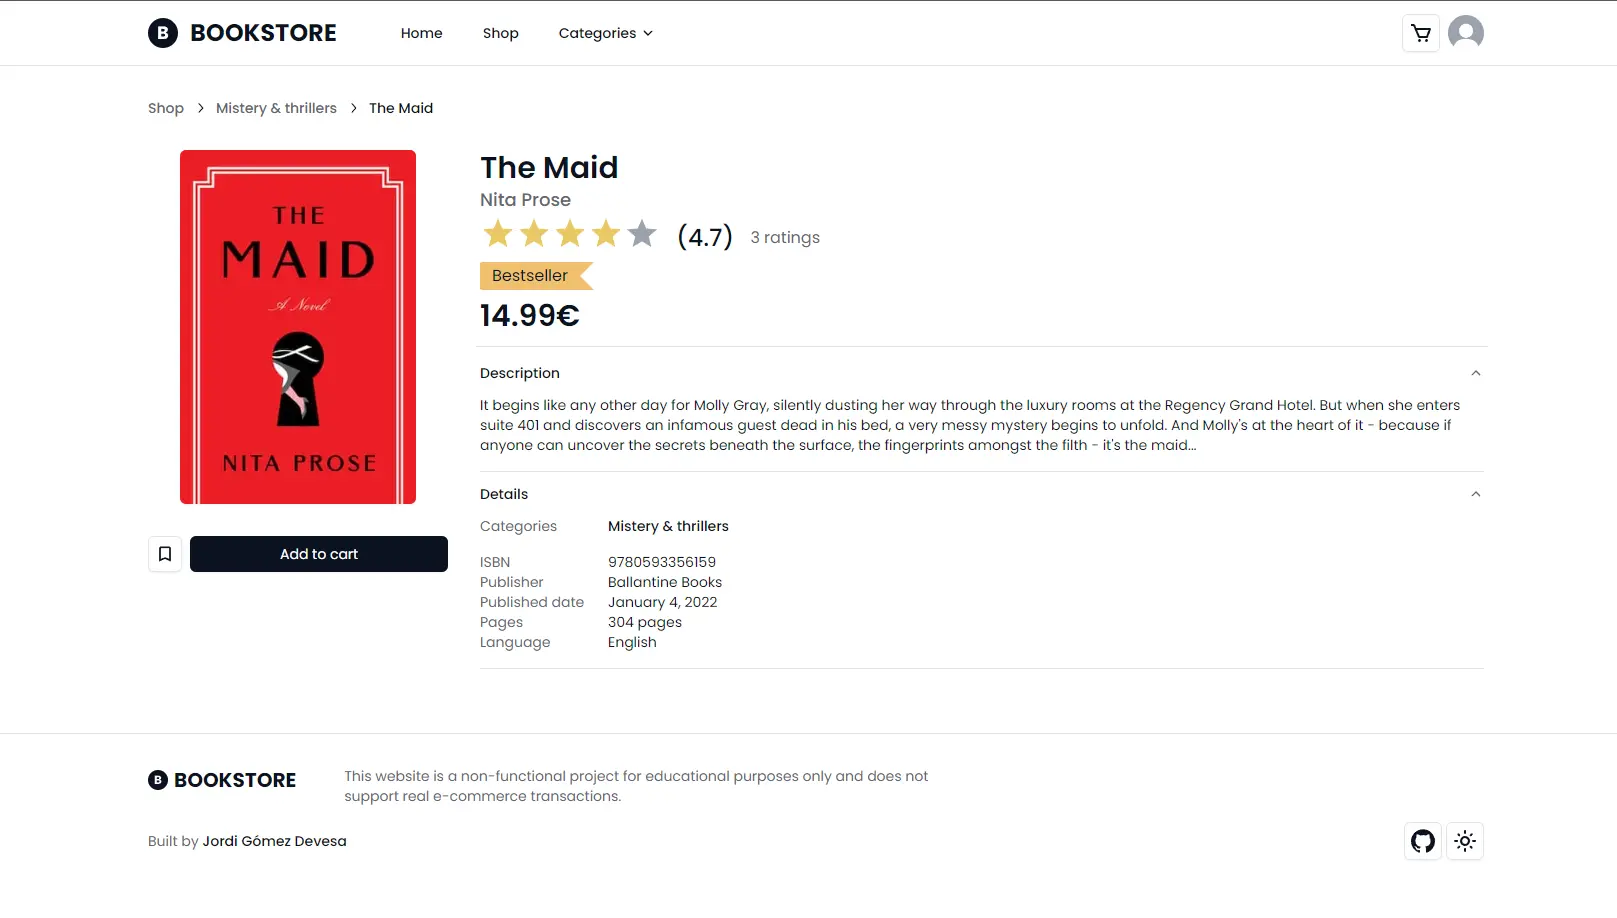 B BOOKSTORE Home Shop Categories
Shop Mistery & thrillers The Maid
THE
MAID
A Novel
NITA PROSE
Add to cart
The Maid
Nita Prose
(4.7) 3 ratings
Bestseller
14.99€
Description
It begins like any other day for Molly Gray, silently dusting her way through the luxury rooms at the Regency Grand Hotel. But when she enters
suite 401 and discovers an infamous guest dead in his bed, a very messy mystery begins to unfold. And Molly's at the heart of it - because if
anyone can uncover the secrets beneath the surface, the fingerprints amongst the filth - it's the maid...
Details
Categories Mistery & thrillers
ISBN 9780593356159
Publisher Ballantine Books
Published date January 4, 2022
Pages 304 pages
Language English
B BOOKSTORE
This website is a non-functional project for educational purposes only and does not
support real e-commerce transactions.
Built by Jordi Gómez Devesa